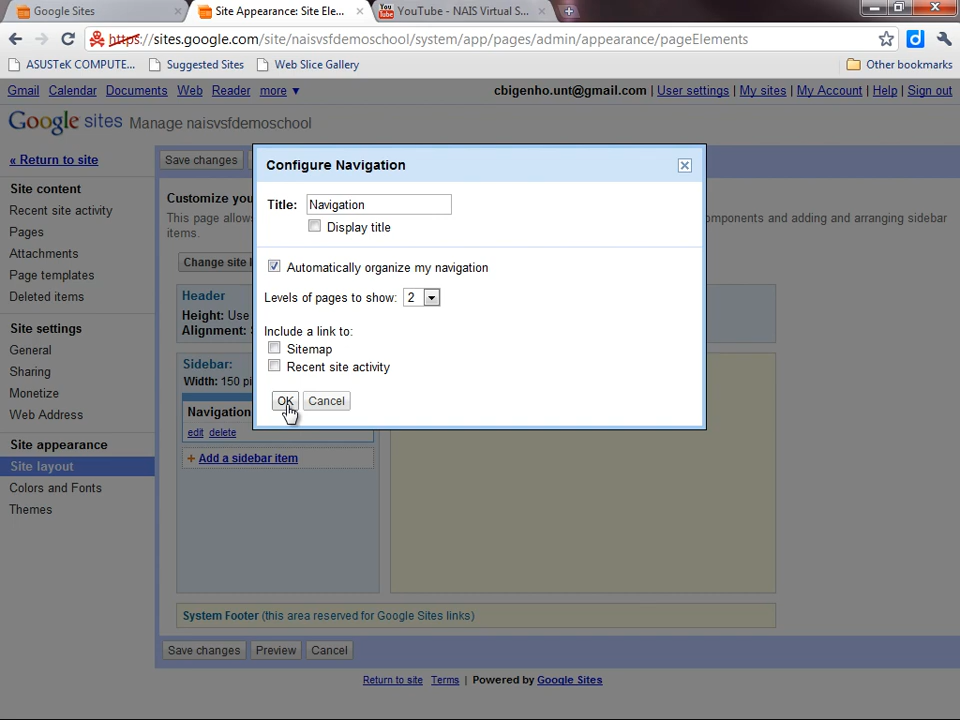 Google Sites
Site Appearance: Site Ele...
YouTube - NAIS Virtual S...
https://sites.google.com/site/naisvsfdemoschool/system/app/pages/admin/appearance/pageElements
ASUSTeK COMPUTE...
Suggested Sites
Web Slice Gallery
Other bookmarks
Gmail Calendar Documents Web Reader more ▼
cbigenho.unt@gmail.com | User settings | My sites | My Account | Help | Sign out
Google sites Manage naisvsfdemoschool
« Return to site
Save changes
Site content
Recent site activity
Pages
Attachments
Page templates
Deleted items
Site settings
General
Sharing
Monetize
Web Address
Site appearance
Site layout
Colors and Fonts
Themes
Customize you
This page allows
omponents and adding and arranging sidebar
items.
Change site l
Header
Height: Use
Alignment:
Sidebar:
Width: 150 pi
Navigation
edit delete
+ Add a sidebar item
Configure Navigation
Title: Navigation
Display title
Automatically organize my navigation
Levels of pages to show: 2
Include a link to:
Sitemap
Recent site activity
OK Cancel
System Footer (this area reserved for Google Sites links)
Save changes Preview Cancel
Return to site Terms | Powered by Google Sites